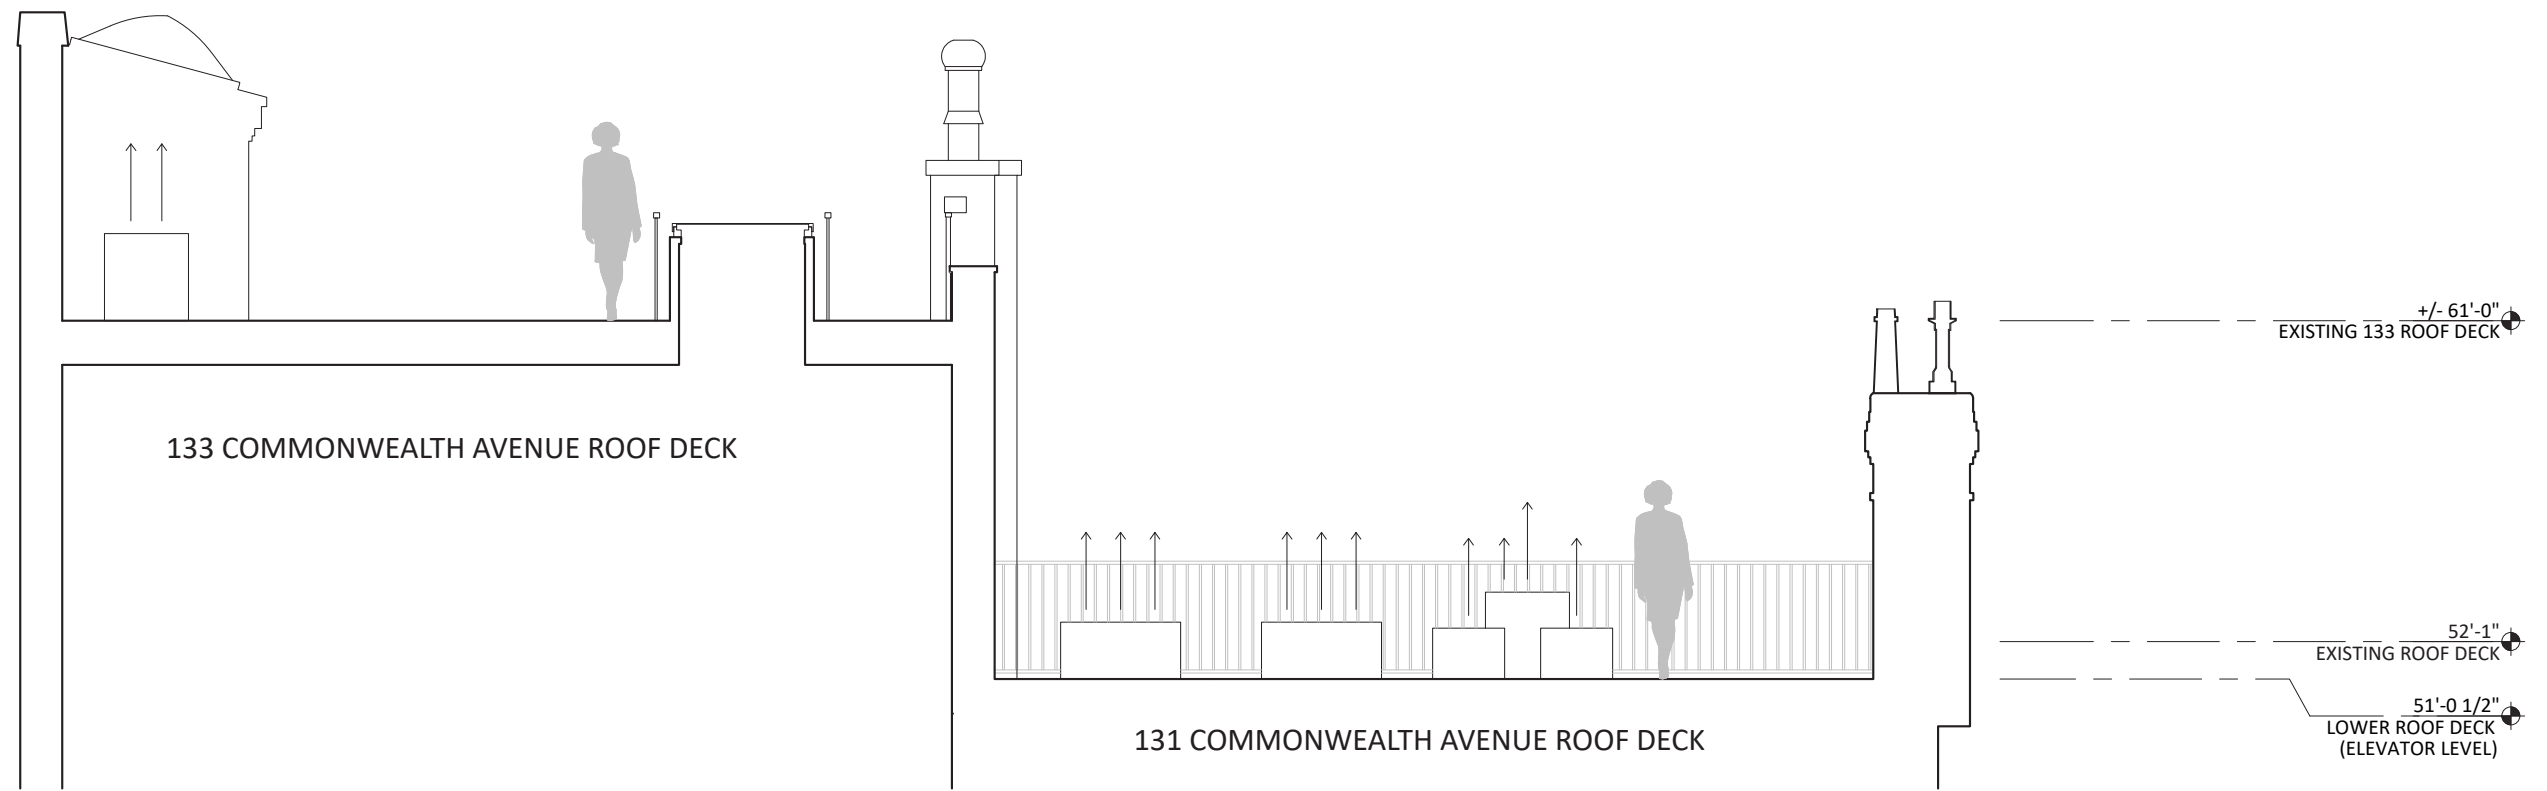 +/- 61'-0"
EXISTING 133 ROOF DECK
133 COMMONWEALTH AVENUE ROOF DECK
52'-1"
EXISTING ROOF DECK
51'-0 1/2"
LOWER ROOF DECK
(ELEVATOR LEVEL)
131 COMMONWEALTH AVENUE ROOF DECK